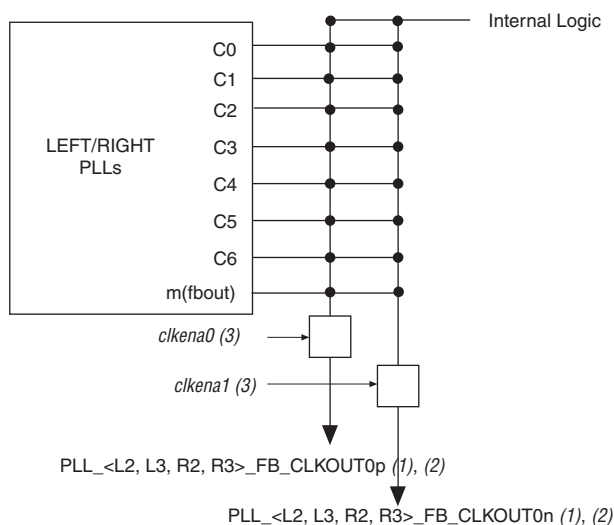 Internal Logic
C0
C1
C2
LEFT/RIGHT
PLLs
C3
C4
C5
C6
m(fbout)
clkena0 (3)
clkena1 (3)
PLL_<L2, L3, R2, R3>_FB_CLKOUT0p (1), (2)
PLL_<L2, L3, R2, R3>_FB_CLKOUT0n (1), (2)